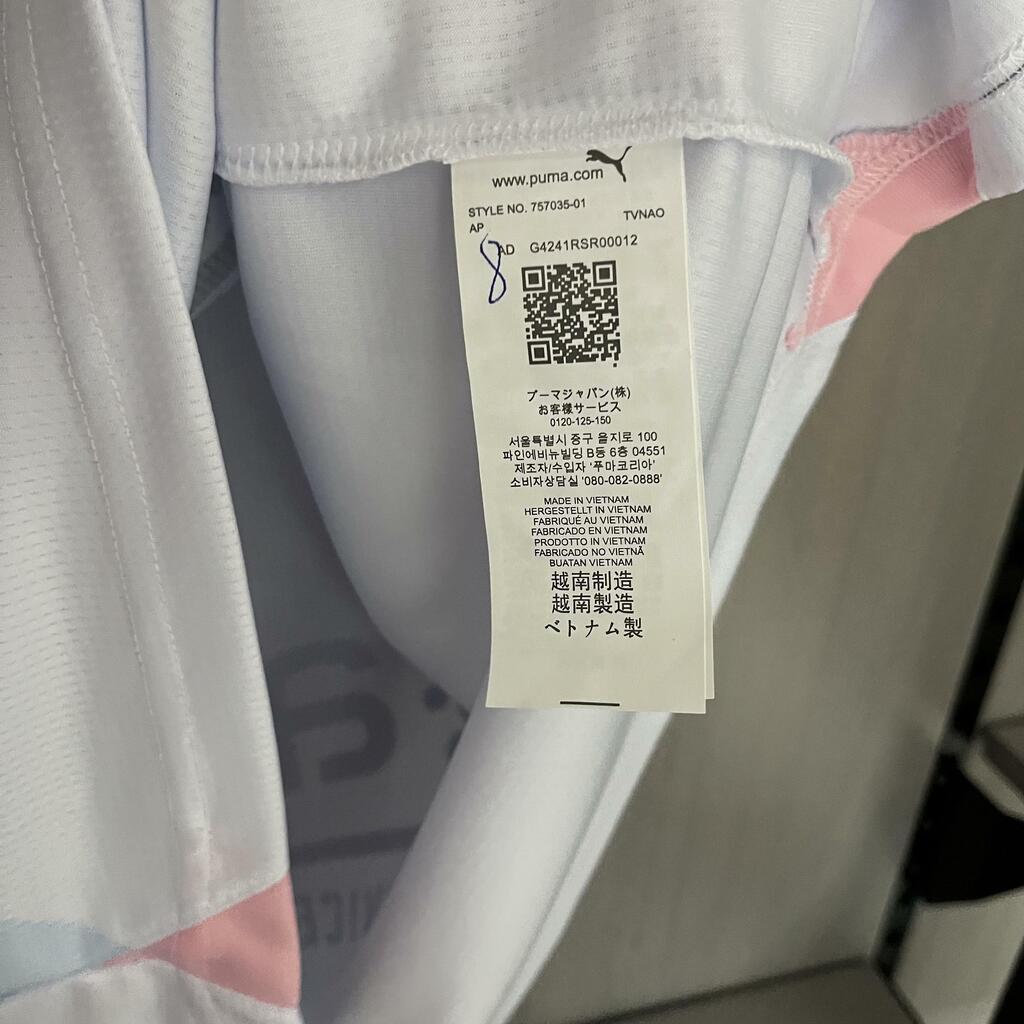 www.puma.com
STYLE NO. 757035-01
AP TVNAO
8 AD G4241RSR00012
プーマジャパン(株)
お客様サービス
0120-125-150
서울특별시 중구 을지로 100
파인에비뉴빌딩 B동 6층 04551
제조자/수입자 '푸마코리아'
소비자상담실 '080-082-0888'
MADE IN VIETNAM
HERGESTELLT IN VIETNAM
FABRIQUÉ AU VIETNAM
FABRICADO EN VIETNAM
PRODOTTO IN VIETNAM
FABRICADO NO VIETNÃ
BUATAN VIETNAM
越南制造
越南製造
ベトナム製